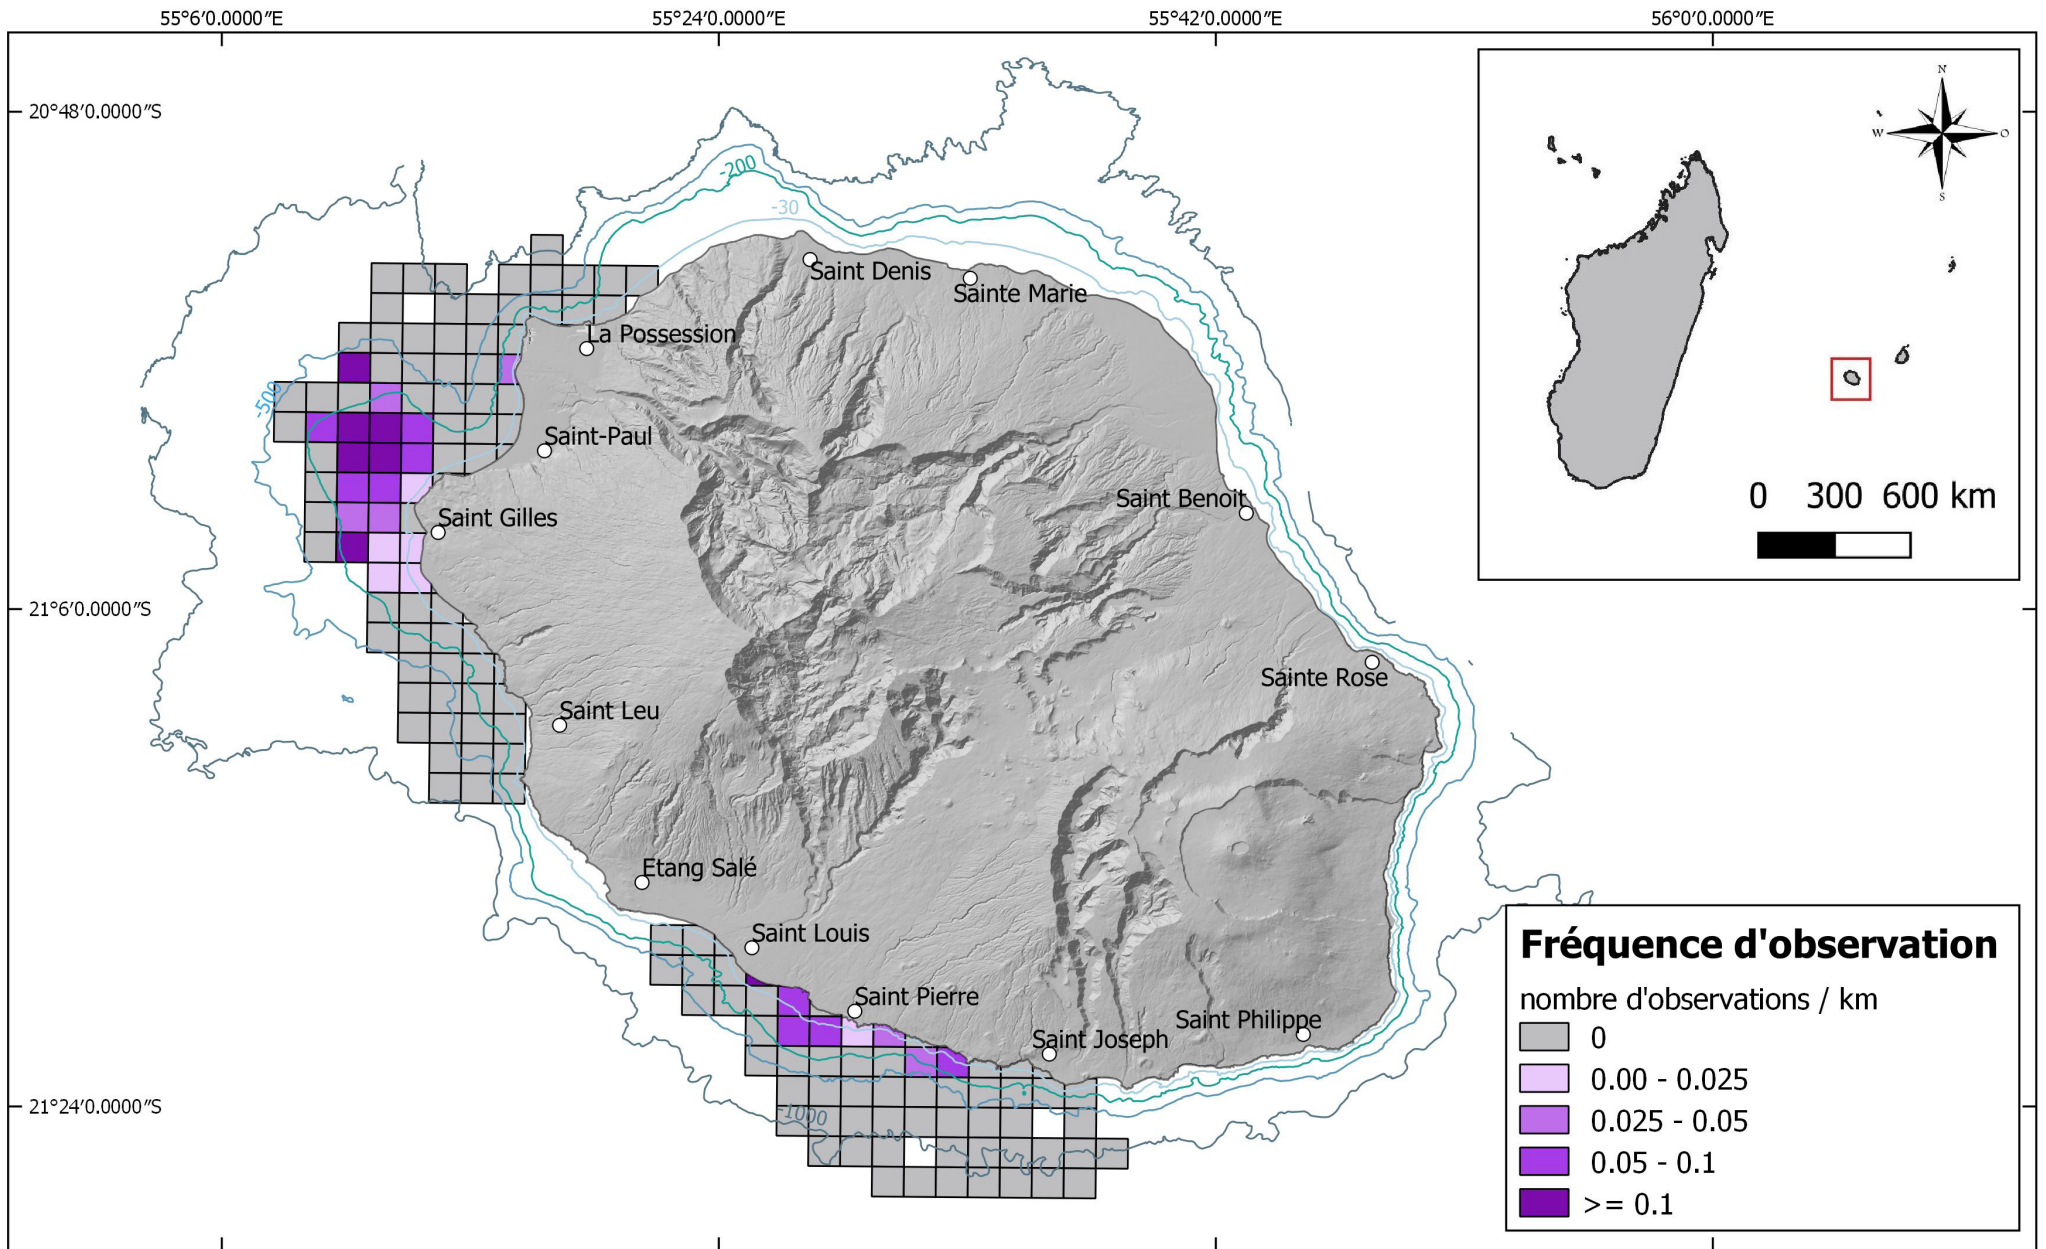 55°6′0.0000″E
55°24′0.0000″E
55°42′0.0000″E
56°0′0.0000″E
20°48′0.0000″S
21°6′0.0000″S
21°24′0.0000″S
-200
-30
-500
-1000
Saint Denis
Sainte Marie
La Possession
Saint-Paul
Saint Gilles
Saint Benoit
Sainte Rose
Saint Leu
Etang Salé
Saint Louis
Saint Pierre
Saint Joseph
Saint Philippe
N
W
O
S
0 300 600 km
Fréquence d'observation
nombre d'observations / km
0
0.00 - 0.025
0.025 - 0.05
0.05 - 0.1
>= 0.1